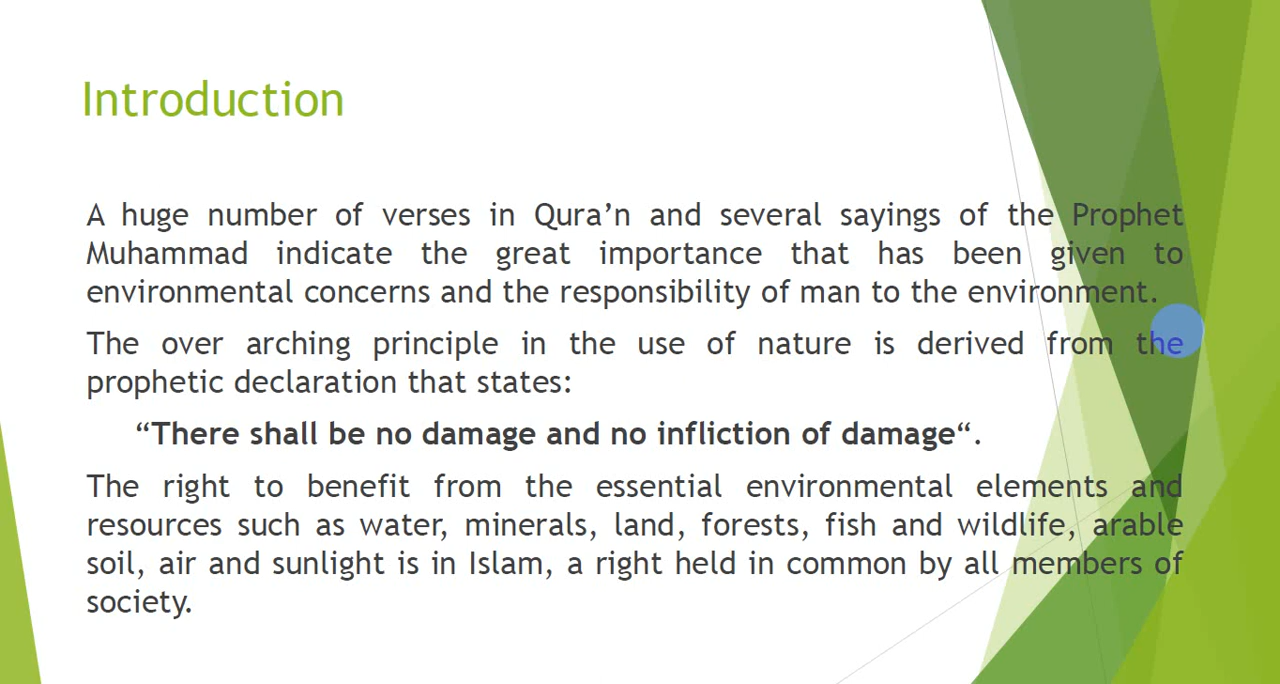 Introduction
A huge number of verses in Qura’n and several sayings of the Prophet
Muhammad indicate the great importance that has been given to
environmental concerns and the responsibility of man to the environment.
The over arching principle in the use of nature is derived from the
prophetic declaration that states:
“There shall be no damage and no infliction of damage“.
The right to benefit from the essential environmental elements and
resources such as water, minerals, land, forests, fish and wildlife, arable
soil, air and sunlight is in Islam, a right held in common by all members of
society.